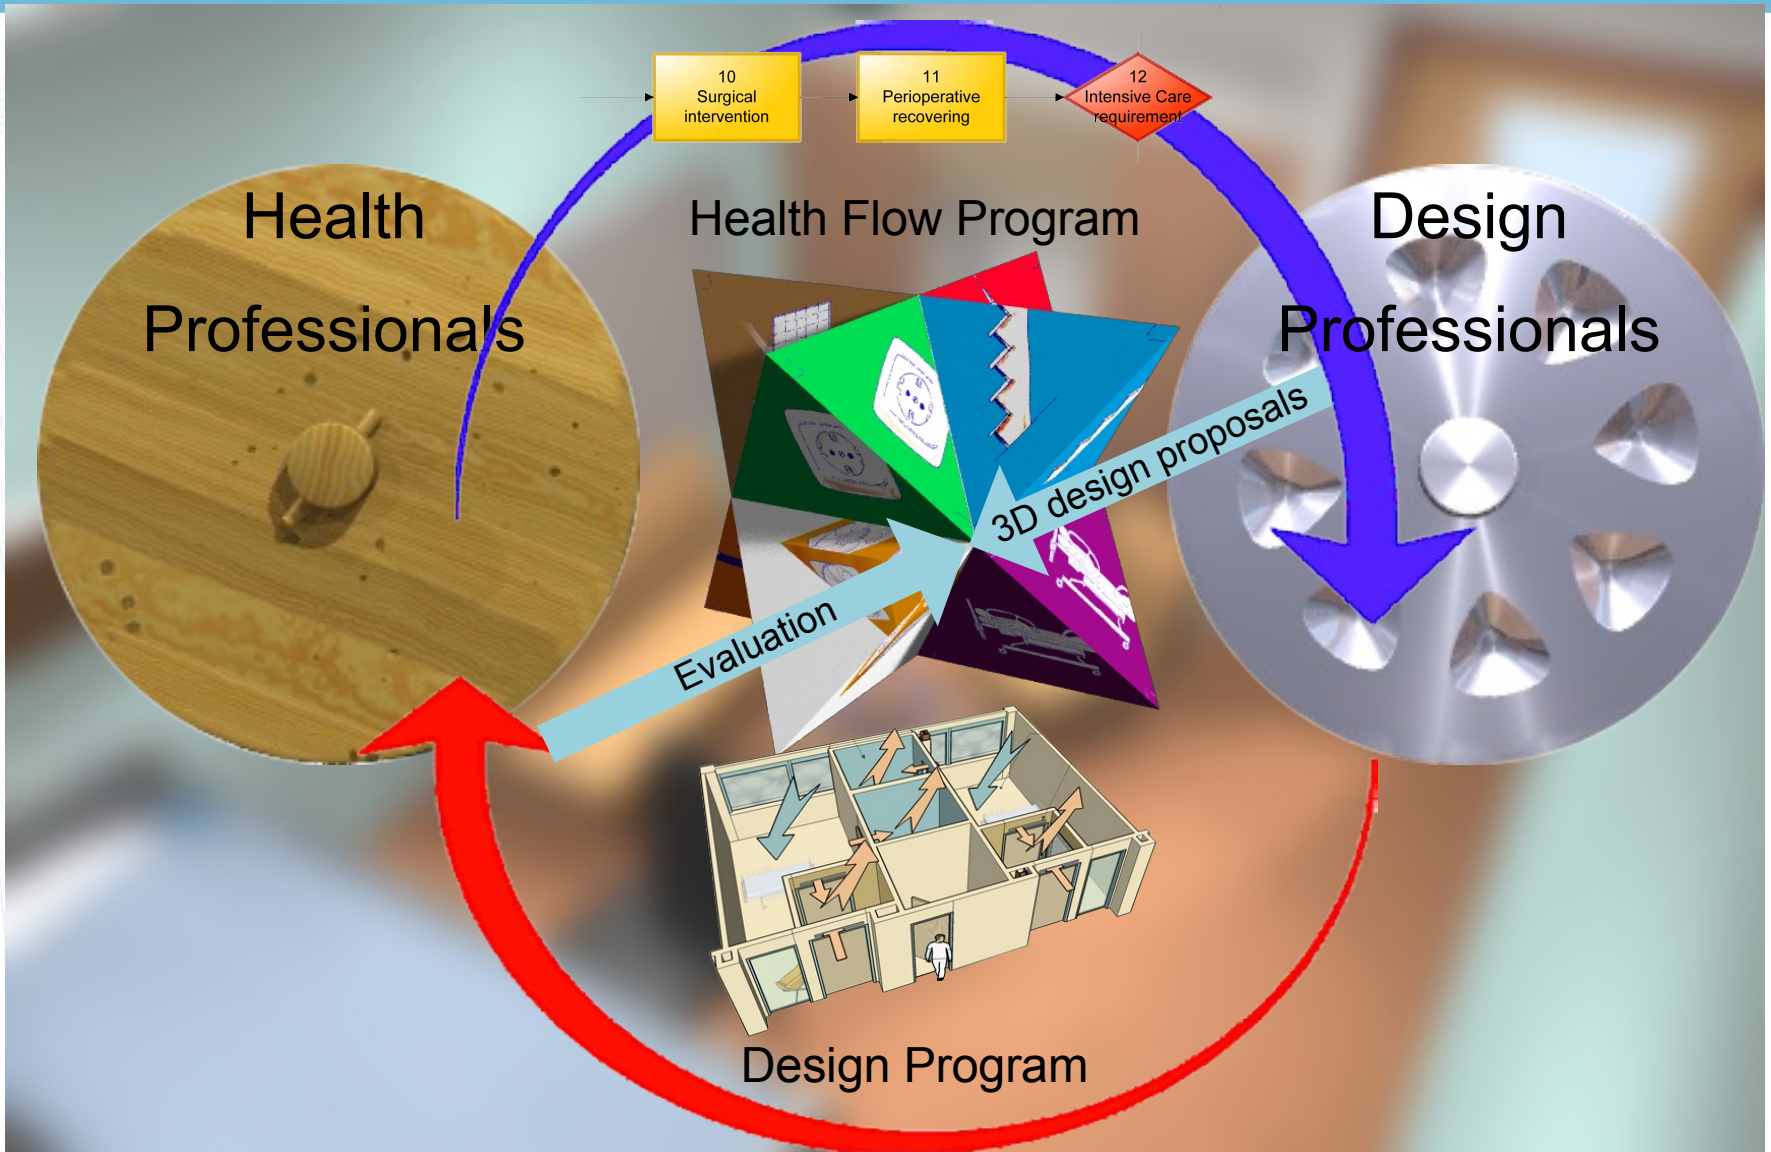 10
Surgical
intervention
11
Perioperative
recovering
12
Intensive Care
requirement
Health
Professionals
Health Flow Program
Design
Professionals
3D design proposals
Evaluation
Design Program